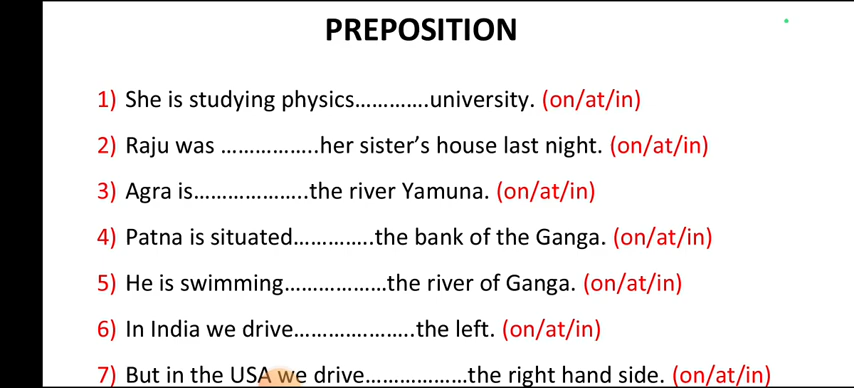 PREPOSITION
1) She is studying physics.............university. (on/at/in)
2) Raju was .................her sister's house last night. (on/at/in)
3) Agra is....................the river Yamuna. (on/at/in)
4) Patna is situated..............the bank of the Ganga. (on/at/in)
5) He is swimming..................the river of Ganga. (on/at/in)
6) In India we drive.....................the left. (on/at/in)
7) But in the USA we drive..................the right hand side. (on/at/in)